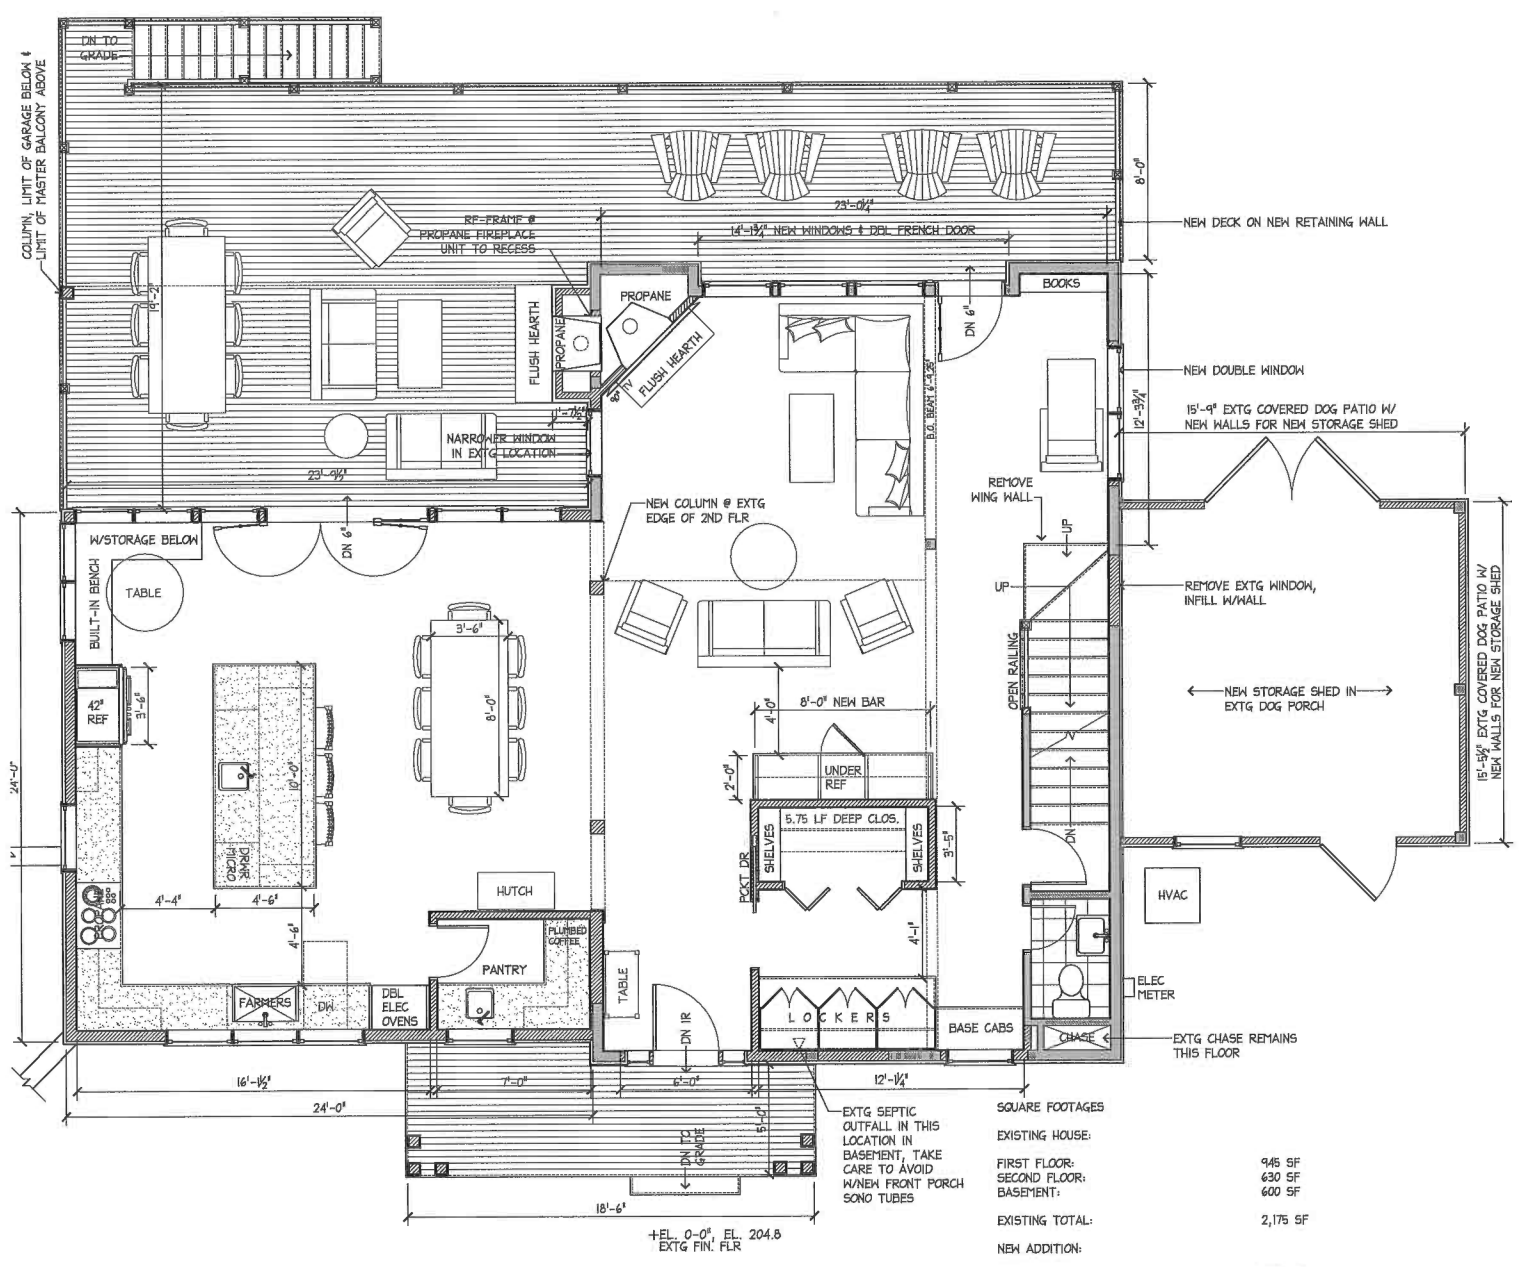 DN TO
GRADE
COLUMN, LIMIT OF GARAGE BELOW &
LIMIT OF MASTER BALCONY ABOVE
8'-0"
NEW DECK ON NEW RETAINING WALL
23'-0¼"
14'-1¾" NEW WINDOWS & DBL FRENCH DOOR
RE-FRAME @
PROPANE FIREPLACE
UNIT TO RECESS
19'-2"
FLUSH HEARTH
PROPANE
PROPANE
FLUSH HEARTH
90" TV
1'-7½"
BOOKS
DN 6"
B.O. BEAM 6'-9.25"
NEW DOUBLE WINDOW
12'-3¾"
15'-9" EXTG COVERED DOG PATIO W/
NEW WALLS FOR NEW STORAGE SHED
NARROWER WINDOW
IN EXTG LOCATION
23'-9½"
REMOVE
WING WALL
NEW COLUMN @ EXTG
EDGE OF 2ND FLR
UP
UP
W/STORAGE BELOW
DN 6"
BUILT-IN BENCH
TABLE
REMOVE EXTG WINDOW,
INFILL W/WALL
15'-5½" EXTG COVERED DOG PATIO W/
NEW WALLS FOR NEW STORAGE SHED
3'-6"
8'-0"
OPEN RAILING
42"
REF
3'-6"
NEW STORAGE SHED IN
EXTG DOG PORCH
4'-0"
8'-0" NEW BAR
24'-0"
10'-0"
2'-0"
UNDER
REF
DN
5.75 LF DEEP CLOS.
SHELVES
SHELVES
3'-5"
PCKT DR
DRWR
MICRO
HUTCH
HVAC
4'-4"
4'-6"
4'-6"
4'-1"
PLUMBED
COFFEE
PANTRY
TABLE
ELEC
METER
FARMERS
DW
DBL
ELEC
OVENS
DN 1R
LOCKERS
BASE CABS
CHASE
EXTG CHASE REMAINS
THIS FLOOR
16'-1½"
7'-0"
6'-0"
12'-1¼"
24'-0"
5'-0"
DN TO
GRADE
EXTG SEPTIC
OUTFALL IN THIS
LOCATION IN
BASEMENT, TAKE
CARE TO AVOID
W/NEW FRONT PORCH
SONO TUBES
18'-6"
+EL. 0-0", EL. 204.8
EXTG FIN. FLR
SQUARE FOOTAGES
EXISTING HOUSE:
FIRST FLOOR: 945 SF
SECOND FLOOR: 630 SF
BASEMENT: 600 SF
EXISTING TOTAL: 2,175 SF
NEW ADDITION: